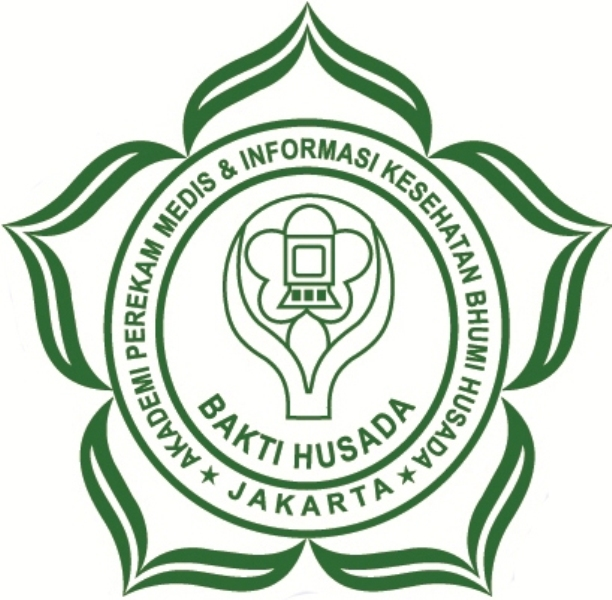 AKADEMI PEREKAM MEDIS & INFORMASI KESEHATAN BHUMI HUSADA
BAKTI HUSADA
JAKARTA